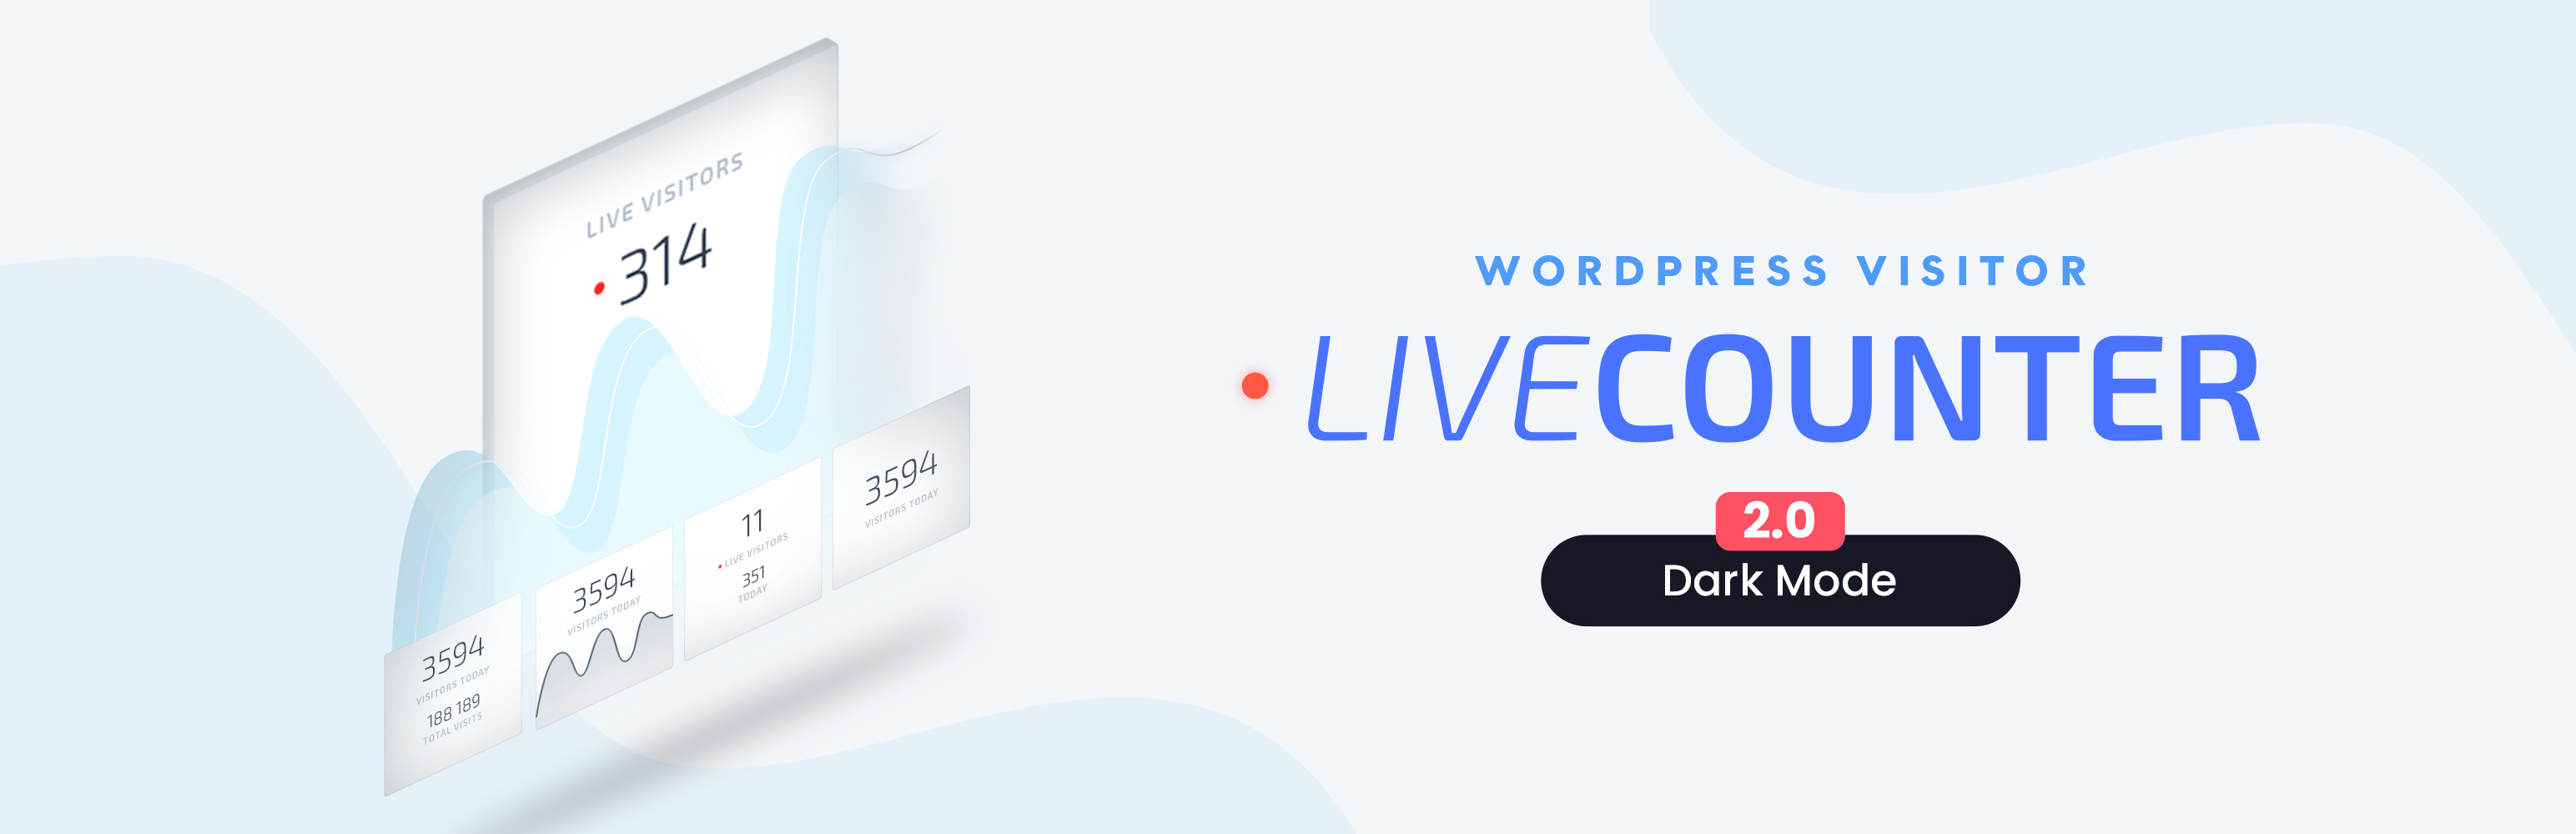 LIVE VISITORS
314
3594
VISITORS TODAY
188 189
TOTAL VISITS
3594
VISITORS TODAY
11
LIVE VISITORS
351
TODAY
3594
VISITORS TODAY
WORDPRESS VISITOR
LIVECOUNTER
2.0
Dark Mode